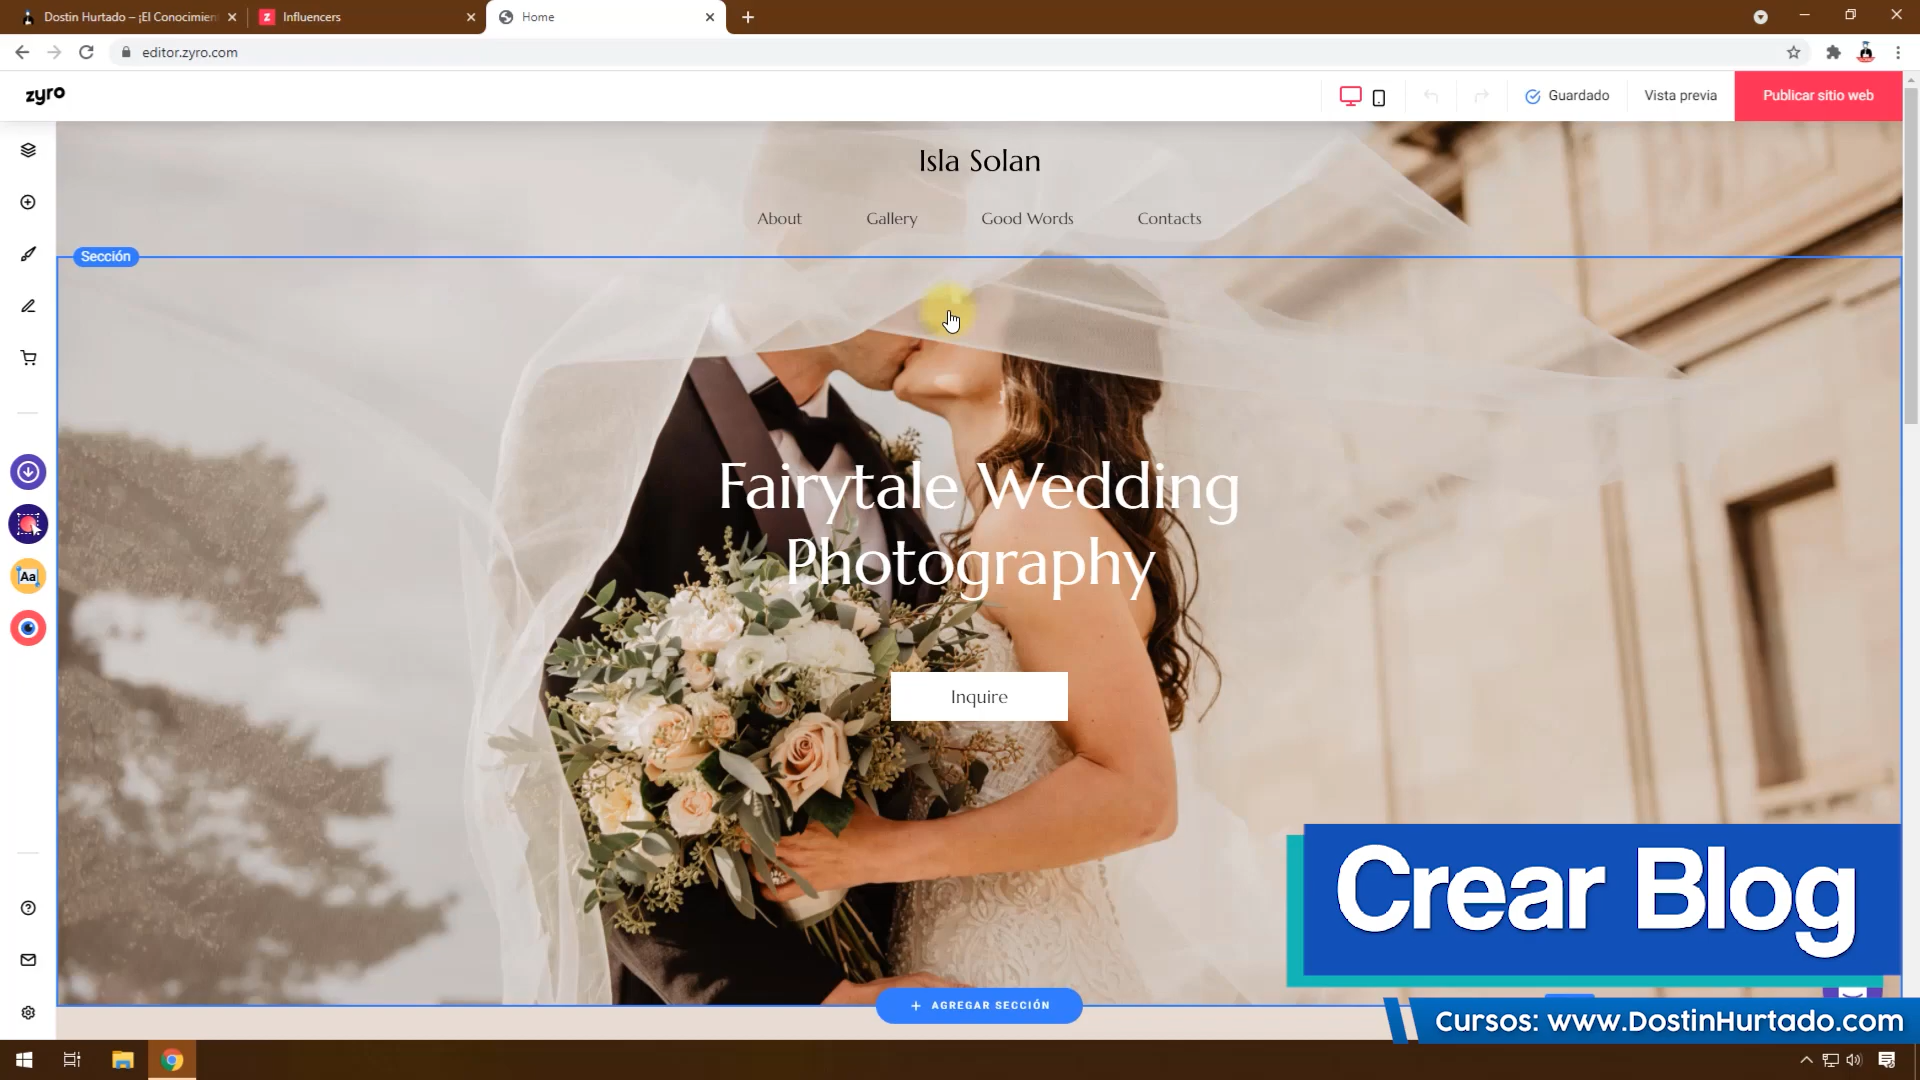 Dostin Hurtado – ¡El Conocimien
Influencers
Home
editor.zyro.com
zyro
Guardado
Vista previa
Publicar sitio web
Isla Solan
About
Gallery
Good Words
Contacts
Sección
Fairytale Wedding
Photography
Inquire
Aa
+ AGREGAR SECCIÓN
Crear Blog
Cursos: www.DostinHurtado.com